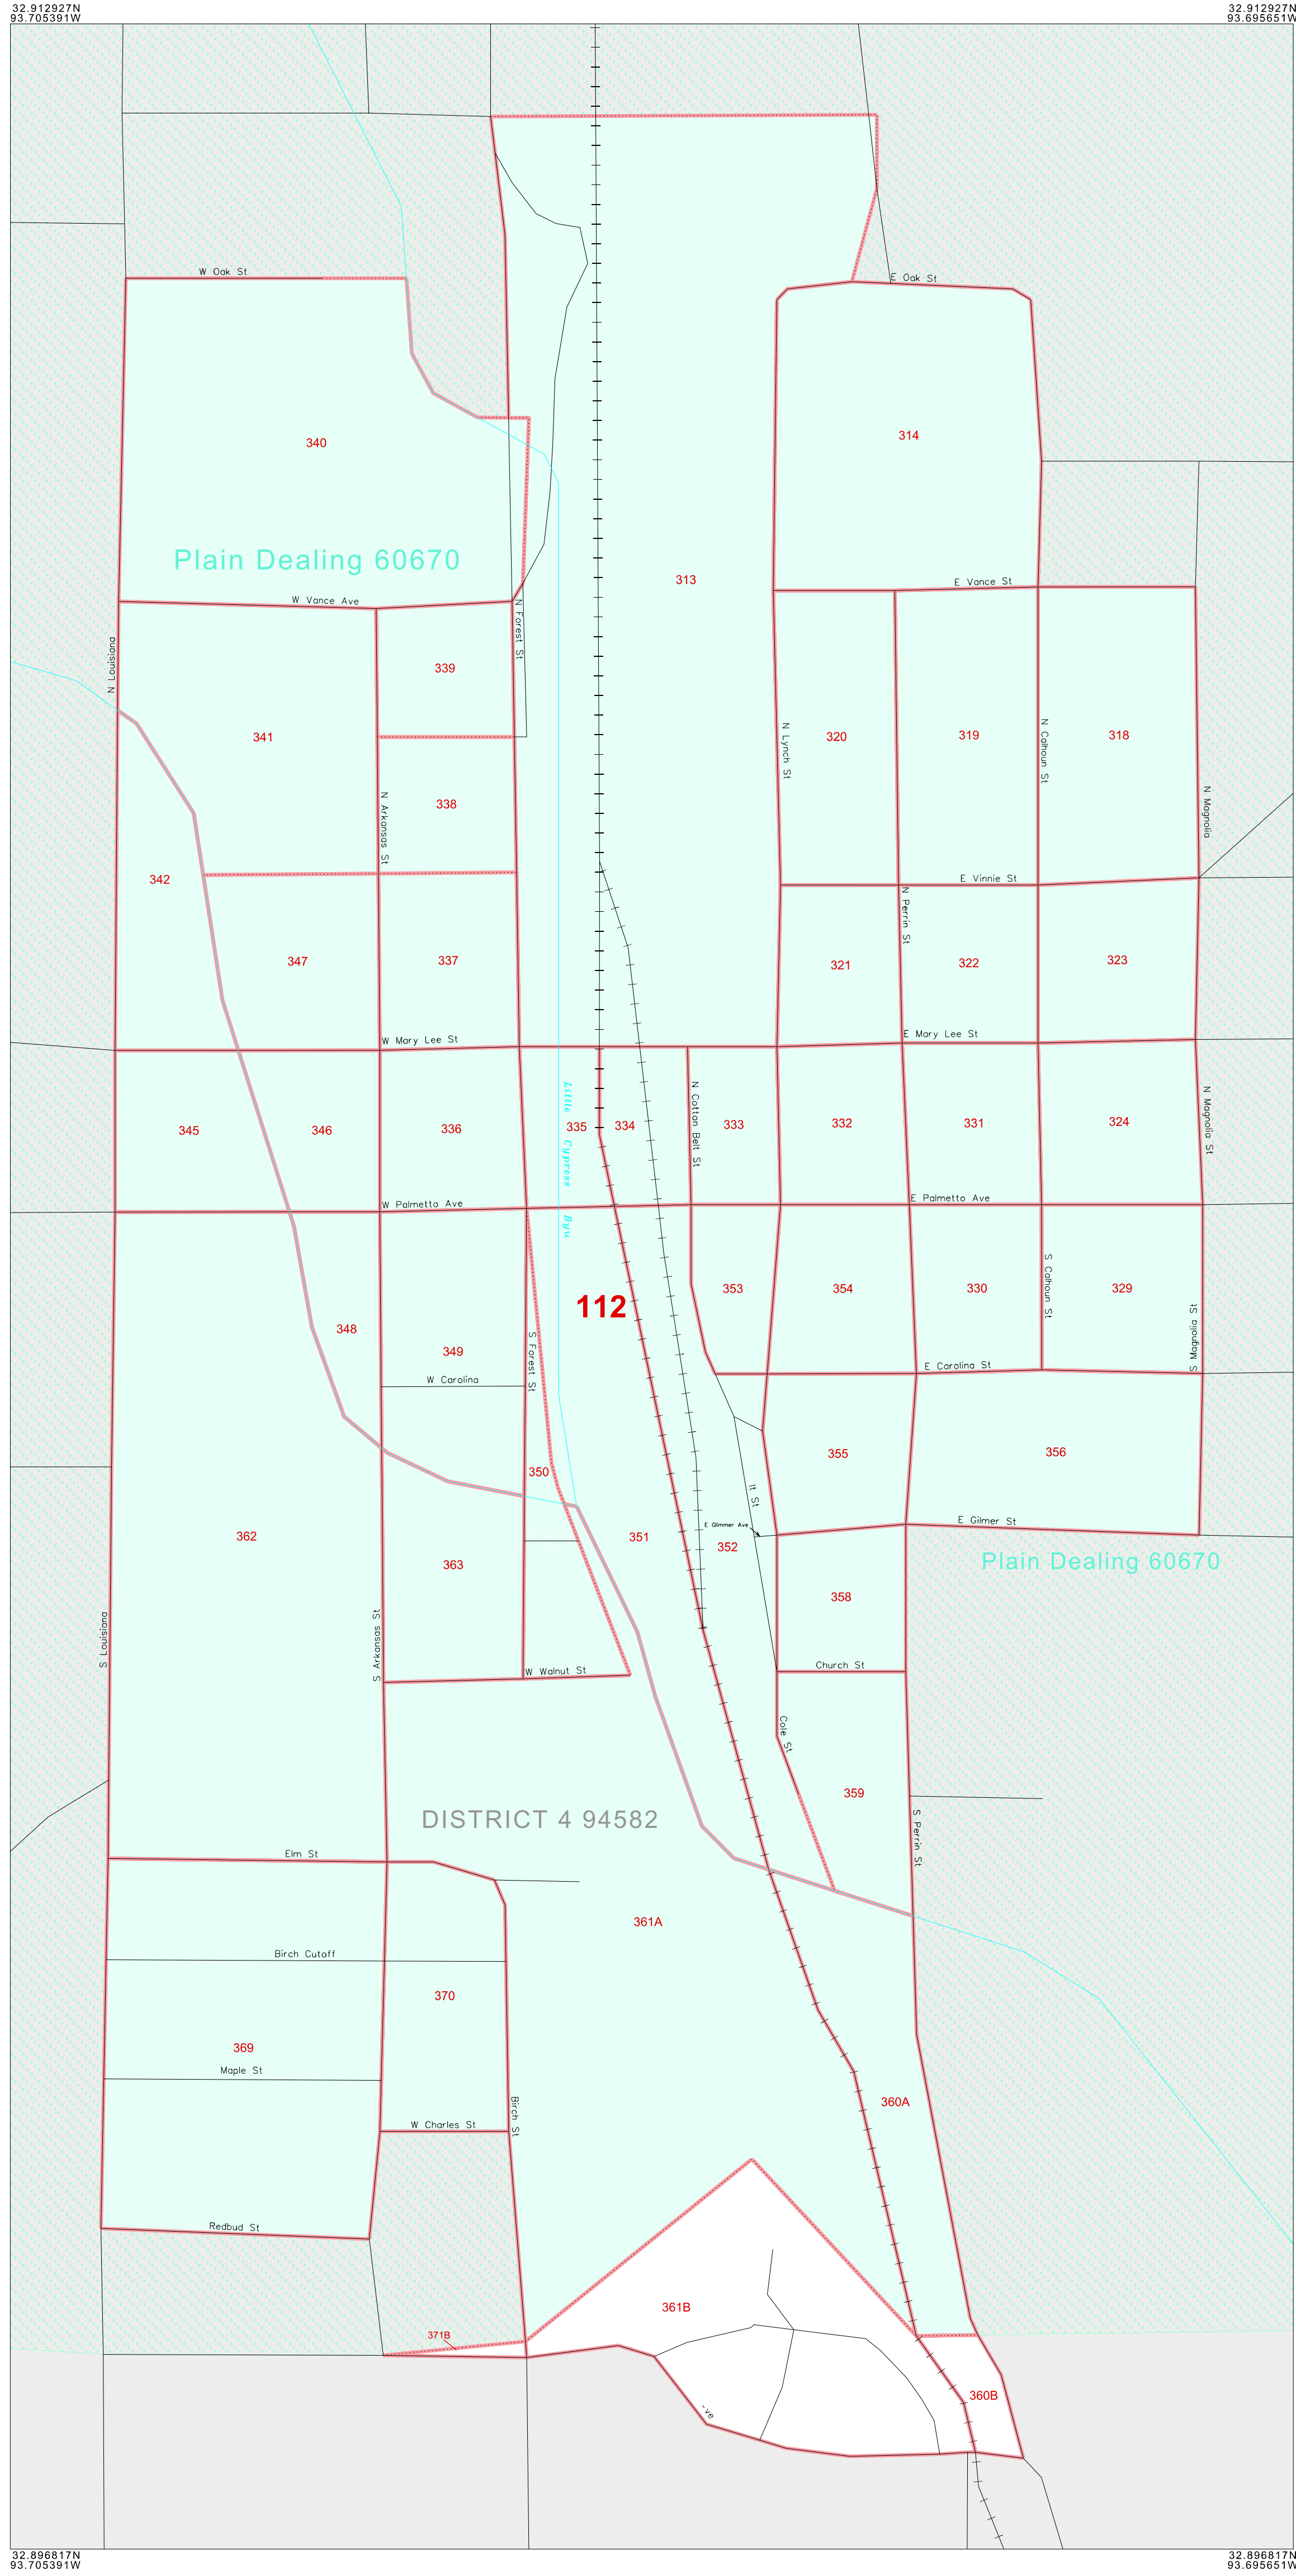 32.912927N
93.705391W
32.912927N
93.695651W
W Oak St
E Oak St
340
314
Plain Dealing 60670
313
E Vance St
W Vance Ave
N Forest St
N Louisiana
339
341
N Lynch St
320
319
N Calhoun St
318
N Magnolia
338
N Arkansas St
342
E Vinnie St
N Perrin St
347
337
321
322
323
W Mary Lee St
E Mary Lee St
Little Cypress Byu
N Cotton Belt St
N Magnolia St
345
346
336
335
334
333
332
331
324
W Palmetto Ave
E Palmetto Ave
112
353
354
330
S Calhoun St
329
S Magnolia St
348
349
S Forest St
E Carolina St
W Carolina
350
355
356
lt St
E Glimmer Ave
E Gilmer St
362
351
352
Plain Dealing 60670
363
358
S Louisiana
S Arkansas St
W Walnut St
Church St
Cole St
359
DISTRICT 4 94582
S Perrin St
Elm St
361A
Birch Cutoff
370
369
Maple St
360A
W Charles St
Birch St
Redbud St
361B
371B
360B
-ve
32.896817N
93.705391W
32.896817N
93.695651W